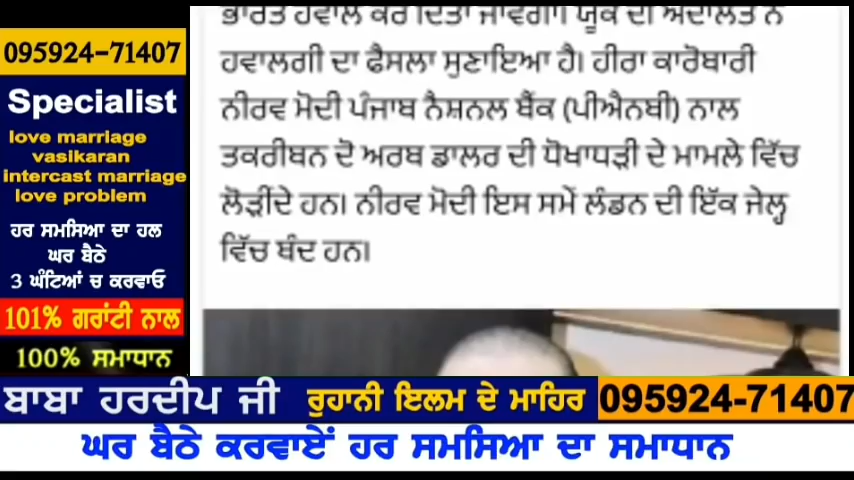 095924-71407
Specialist
love marriage
vasikaran
intercast marriage
love problem
ਹਰ ਸਮਸਿਆ ਦਾ ਹਲ
ਘਰ ਬੈਠੇ
3 ਘੰਟਿਆਂ ਚ ਕਰਵਾਓ
101% ਗਰਾਂਟੀ ਨਾਲ
100% ਸਮਾਧਾਨ
ਭਾਰਤ ਹਵਾਲੇ ਕਰ ਦਿੱਤਾ ਜਾਵੇਗਾ। ਯੂਕੇ ਦੀ ਅਦਾਲਤ ਨੇ
ਹਵਾਲਗੀ ਦਾ ਫੈਸਲਾ ਸੁਣਾਇਆ ਹੈ। ਹੀਰਾ ਕਾਰੋਬਾਰੀ
ਨੀਰਵ ਮੋਦੀ ਪੰਜਾਬ ਨੈਸ਼ਨਲ ਬੈਂਕ (ਪੀਐਨਬੀ) ਨਾਲ
ਤਕਰੀਬਨ ਦੋ ਅਰਬ ਡਾਲਰ ਦੀ ਧੋਖਾਧੜੀ ਦੇ ਮਾਮਲੇ ਵਿੱਚ
ਲੋੜੀਂਦੇ ਹਨ। ਨੀਰਵ ਮੋਦੀ ਇਸ ਸਮੇਂ ਲੰਡਨ ਦੀ ਇੱਕ ਜੇਲ੍ਹ
ਵਿੱਚ ਬੰਦ ਹਨ।
ਬਾਬਾ ਹਰਦੀਪ ਜੀ ਰੁਹਾਨੀ ਇਲਮ ਦੇ ਮਾਹਿਰ 095924-71407
ਘਰ ਬੈਠੇ ਕਰਵਾਏਂ ਹਰ ਸਮਸਿਆ ਦਾ ਸਮਾਧਾਨ